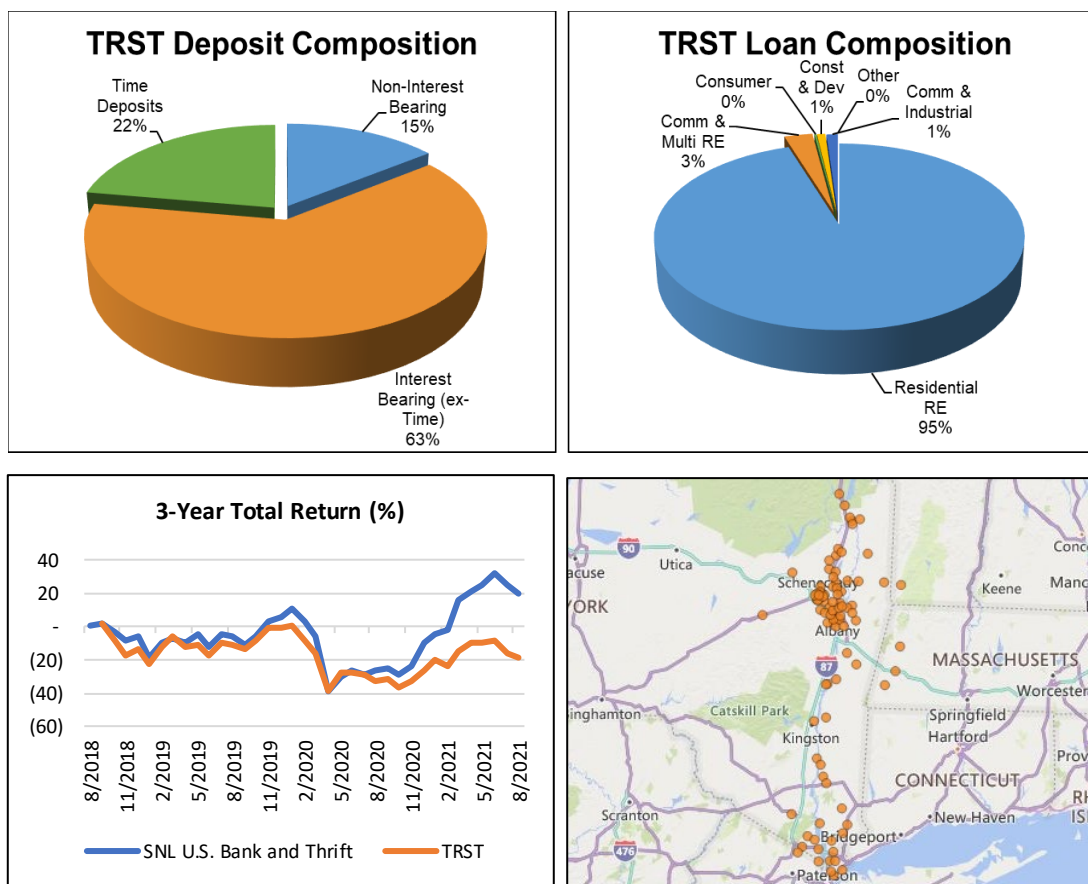 TRST Deposit Composition
Time
Deposits
22%
Non-Interest
Bearing
15%
Interest
Bearing (ex-
Time)
63%
TRST Loan Composition
Consumer
0%
Const
& Dev
1%
Other
0%
Comm &
Industrial
1%
Comm &
Multi RE
3%
Residential
RE
95%
3-Year Total Return (%)
40
20
-
(20)
(40)
(60)
8/2018
11/2018
2/2019
5/2019
8/2019
11/2019
2/2020
5/2020
8/2020
11/2020
2/2021
5/2021
8/2021
SNL U.S. Bank and Thrift
TRST
90
Utica
acuse
YORK
Keene
Conc
Manc
Albany
87
MASSACHUSETTS
Worcester
Catskill Park
Springfield
inghamton
Kingston
Hartford
Prov
CONNECTICUT
RH
ISL
Scranton
New Haven
Bridgeport
476
Paterson